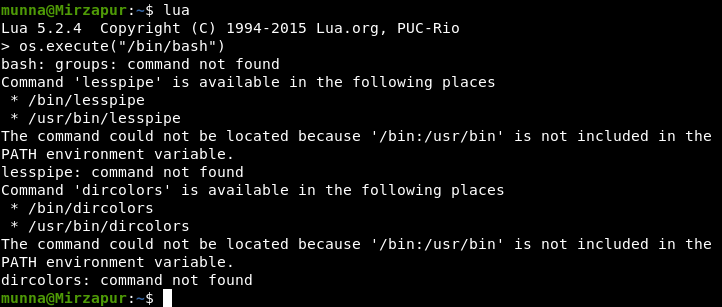 munna@Mirzapur:~$ lua
Lua 5.2.4  Copyright (C) 1994-2015 Lua.org, PUC-Rio
> os.execute("/bin/bash")
bash: groups: command not found
Command 'lesspipe' is available in the following places
 * /bin/lesspipe
 * /usr/bin/lesspipe
The command could not be located because '/bin:/usr/bin' is not included in the
PATH environment variable.
lesspipe: command not found
Command 'dircolors' is available in the following places
 * /bin/dircolors
 * /usr/bin/dircolors
The command could not be located because '/bin:/usr/bin' is not included in the
PATH environment variable.
dircolors: command not found
munna@Mirzapur:~$